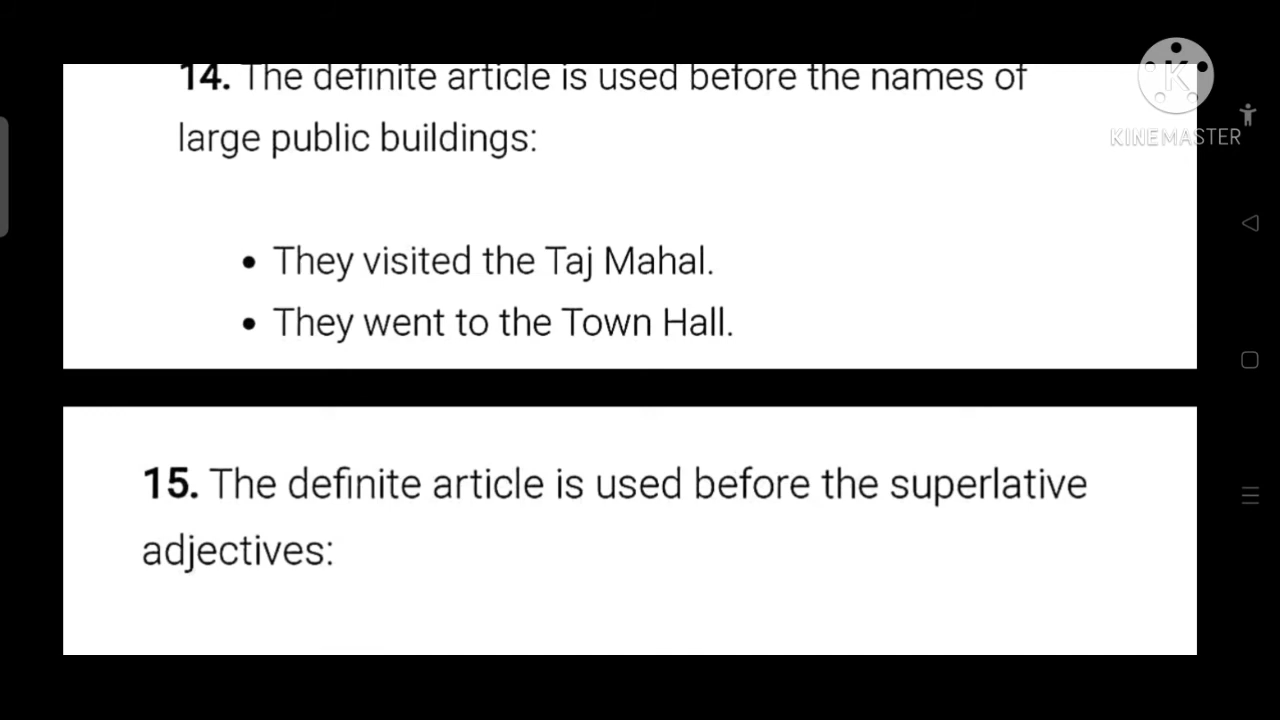 14. The definite article is used before the names of
large public buildings:
• They visited the Taj Mahal.
• They went to the Town Hall.
15. The definite article is used before the superlative
adjectives:
K
KINEMASTER